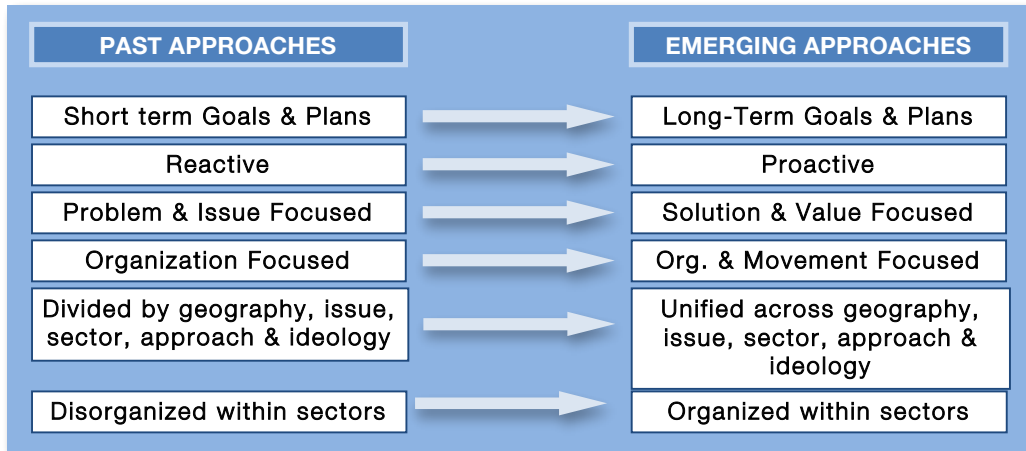 PAST APPROACHES
EMERGING APPROACHES
Short term Goals & Plans
Long-Term Goals & Plans
Reactive
Proactive
Problem & Issue Focused
Solution & Value Focused
Organization Focused
Org. & Movement Focused
Divided by geography, issue,
sector, approach & ideology
Unified across geography,
issue, sector, approach &
ideology
Disorganized within sectors
Organized within sectors